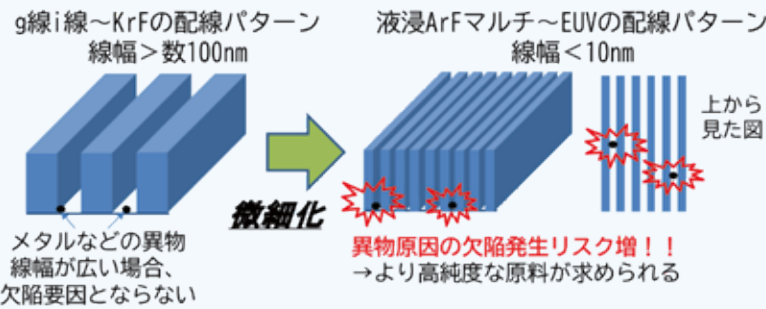 g線i線～KrFの配線パターン
線幅＞数100nm
液浸ArFマルチ～EUVの配線パターン
線幅＜10nm
上から
見た図
微細化
メタルなどの異物
線幅が広い場合、
欠陥要因とならない
異物原因の欠陥発生リスク増！！
→より高純度な原料が求められる